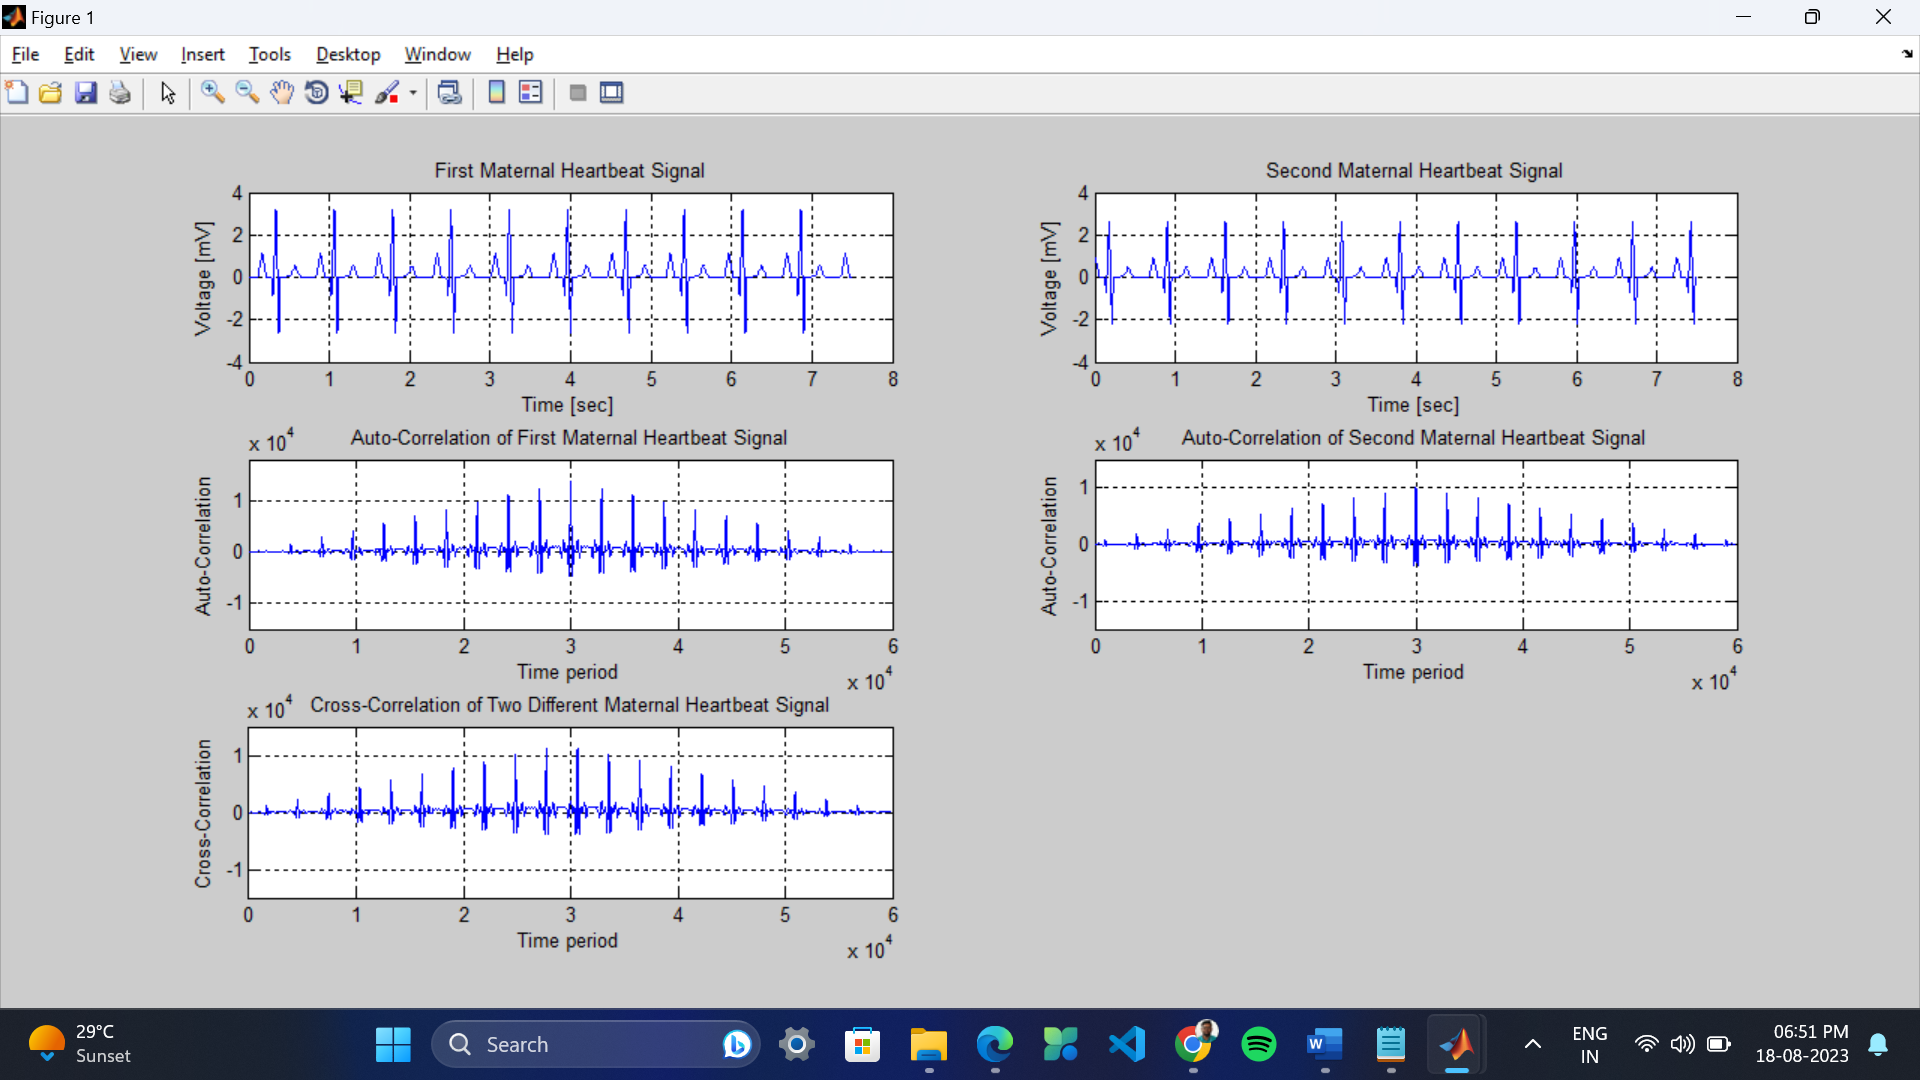 Figure 1
File Edit View Insert Tools Desktop Window Help
First Maternal Heartbeat Signal
Voltage [mV]
4
2
0
-2
-4
0 1 2 3 4 5 6 7 8
Time [sec]
Second Maternal Heartbeat Signal
Voltage [mV]
4
2
0
-2
-4
0 1 2 3 4 5 6 7 8
Time [sec]
x 10^4
Auto-Correlation of First Maternal Heartbeat Signal
Auto-Correlation
1
0
-1
0 1 2 3 4 5 6
Time period
x 10^4
x 10^4
Auto-Correlation of Second Maternal Heartbeat Signal
Auto-Correlation
1
0
-1
0 1 2 3 4 5 6
Time period
x 10^4
x 10^4
Cross-Correlation of Two Different Maternal Heartbeat Signal
Cross-Correlation
1
0
-1
0 1 2 3 4 5 6
Time period
x 10^4
29°C
Sunset
Search
W
ENG
IN
06:51 PM
18-08-2023